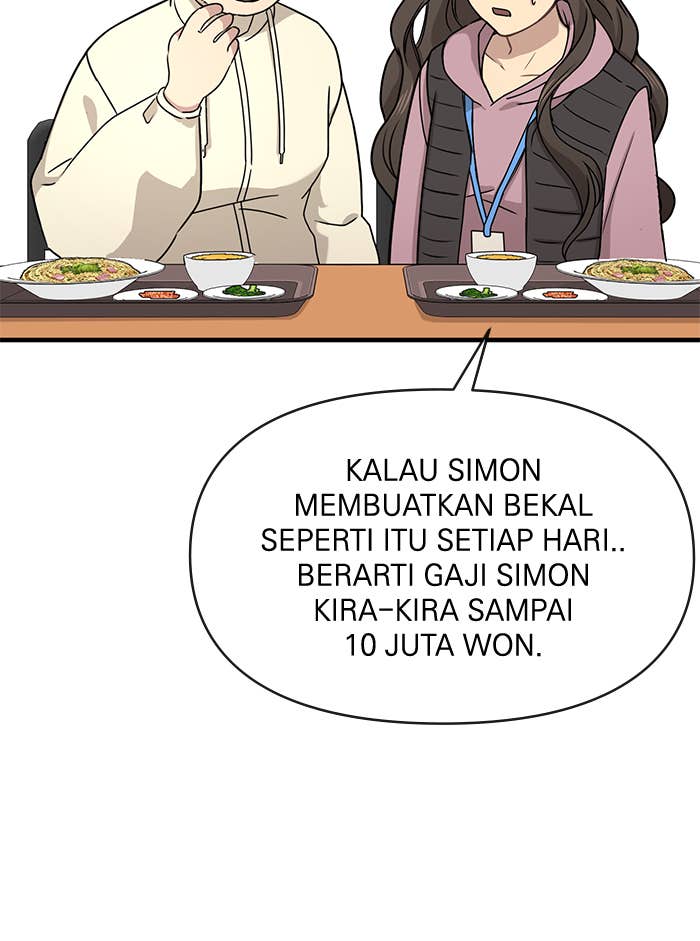 KALAU SIMON
MEMBUATKAN BEKAL
SEPERTI ITU SETIAP HARI..
BERARTI GAJI SIMON
KIRA-KIRA SAMPAI
10 JUTA WON.